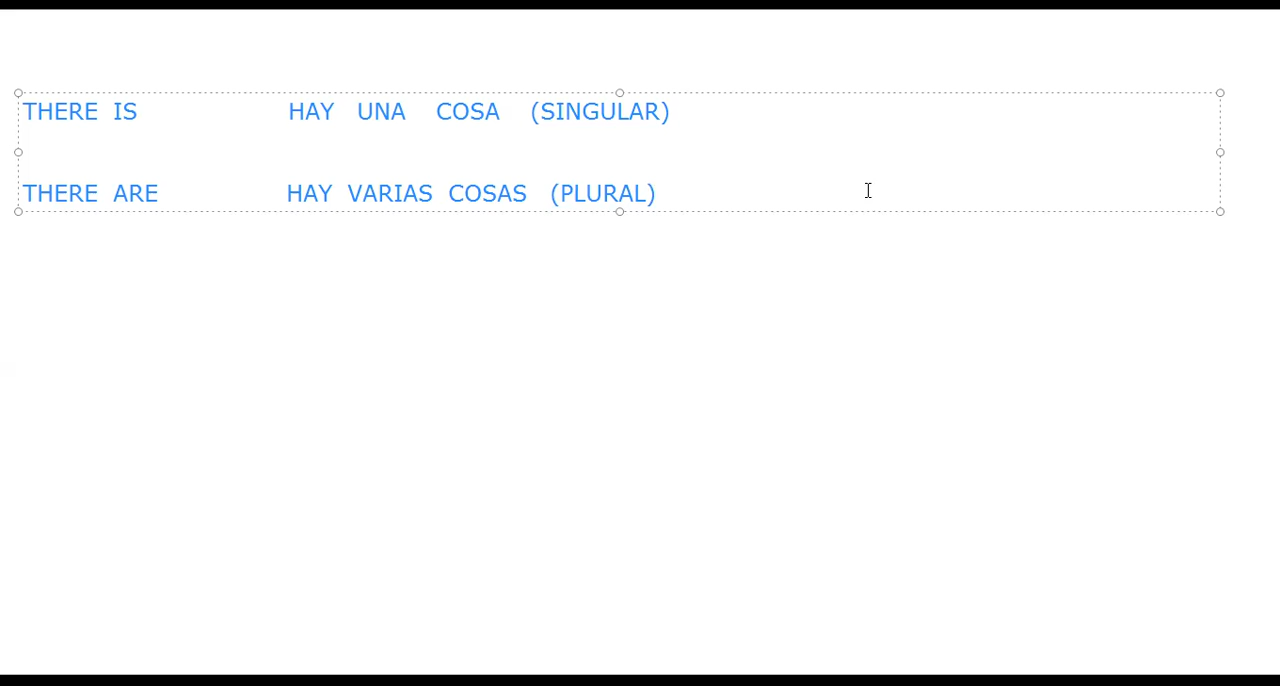 THERE IS HAY UNA COSA (SINGULAR)
THERE ARE HAY VARIAS COSAS (PLURAL)